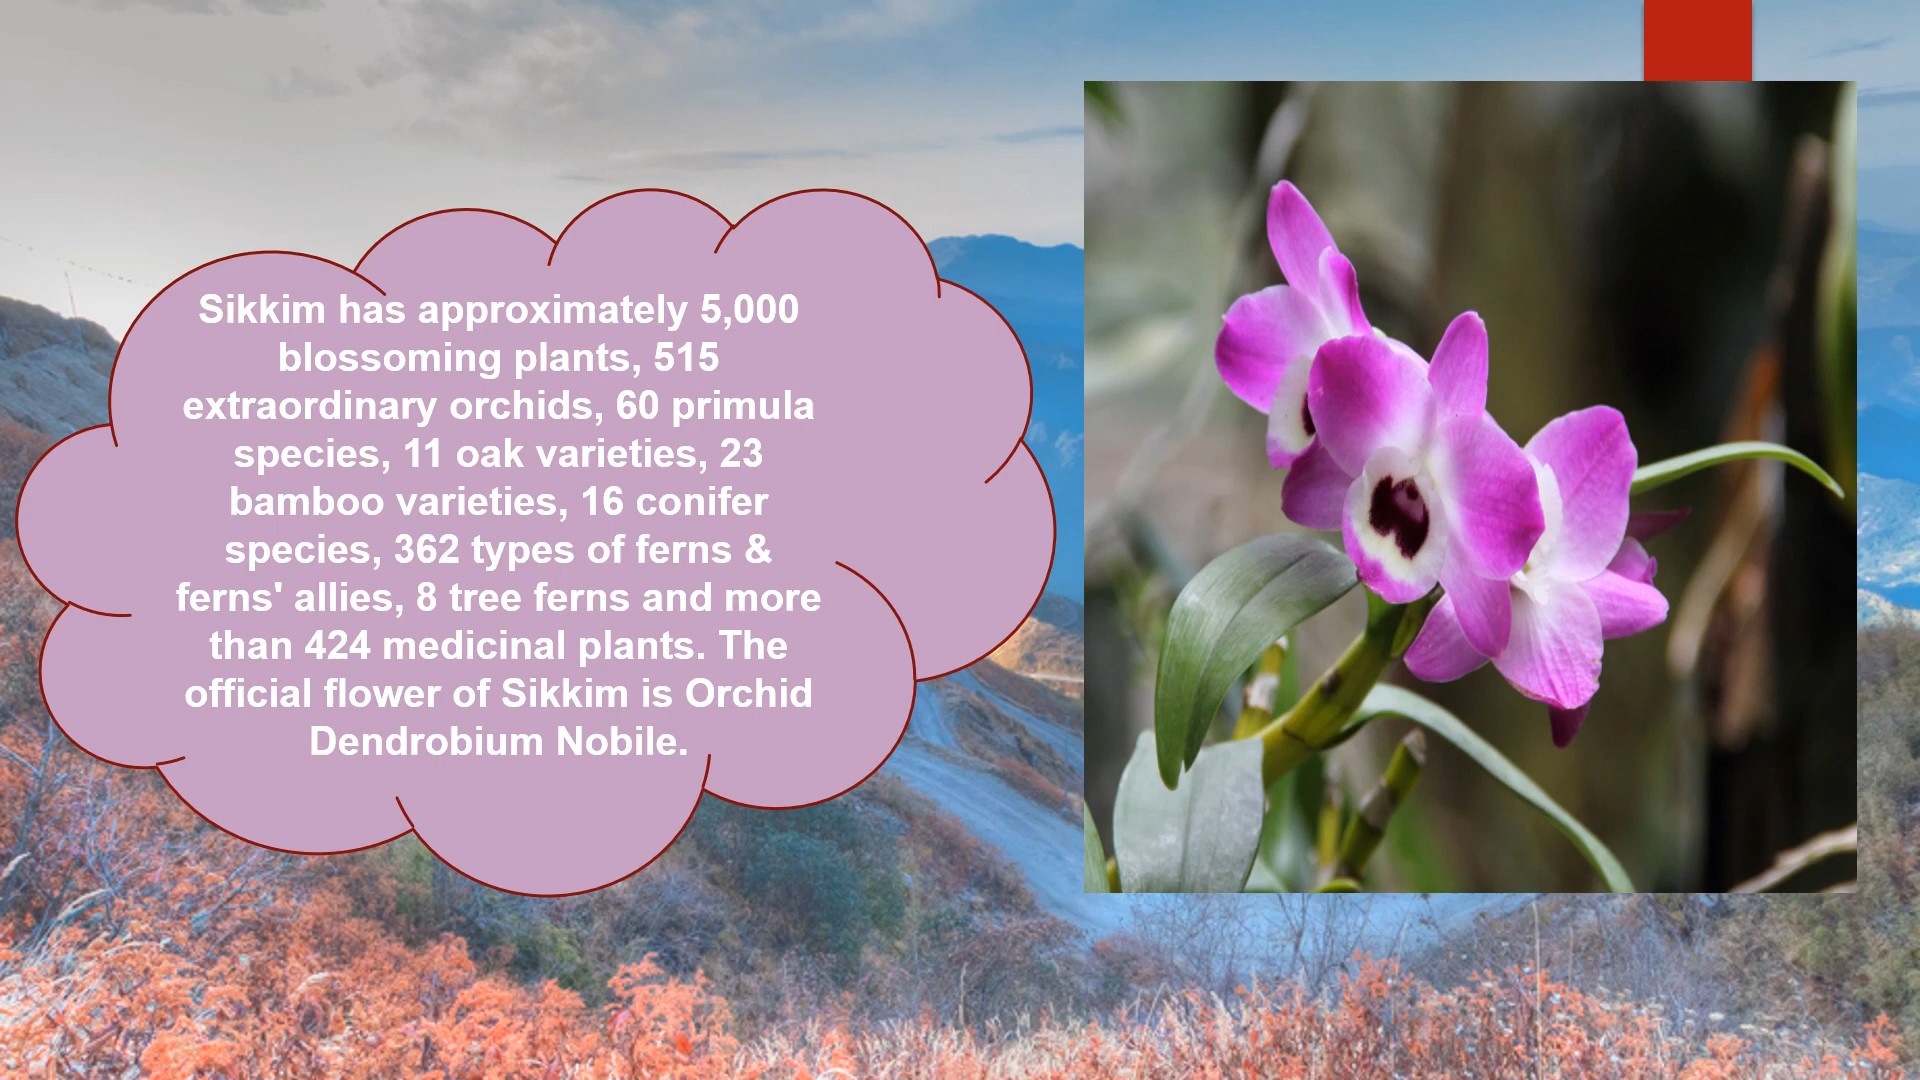 Sikkim has approximately 5,000
blossoming plants, 515
extraordinary orchids, 60 primula
species, 11 oak varieties, 23
bamboo varieties, 16 conifer
species, 362 types of ferns &
ferns' allies, 8 tree ferns and more
than 424 medicinal plants. The
official flower of Sikkim is Orchid
Dendrobium Nobile.